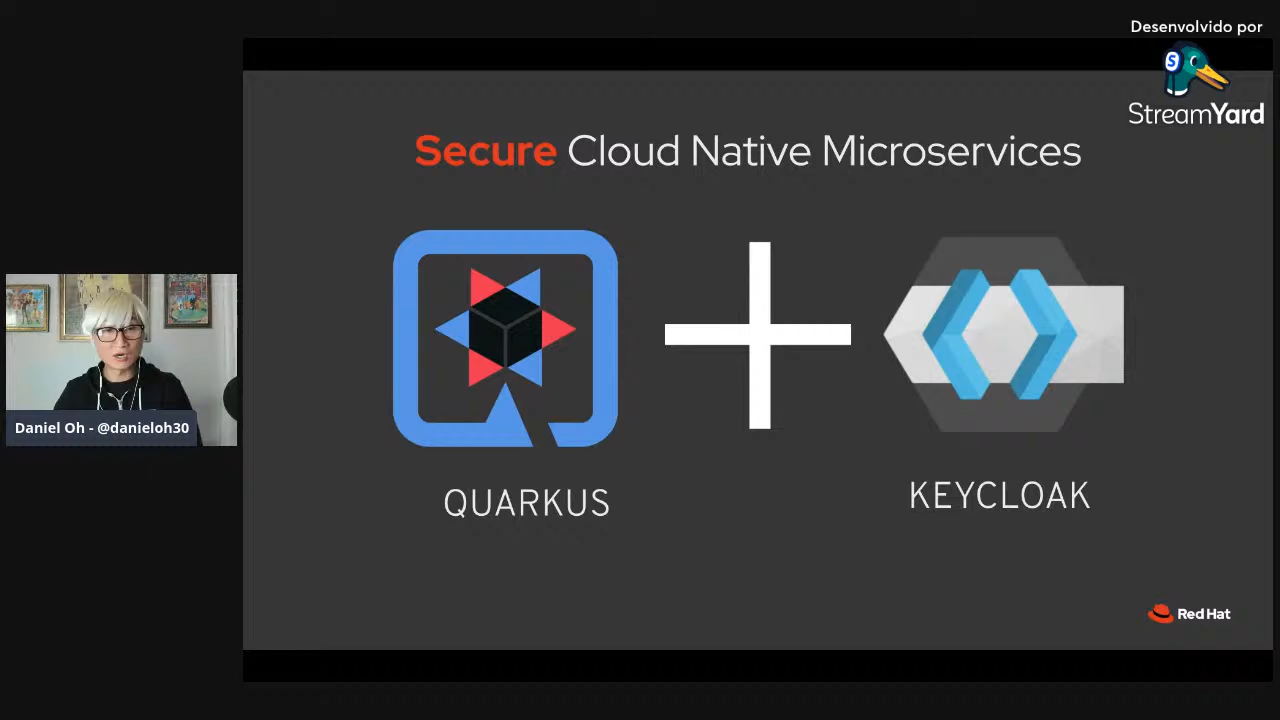 Desenvolvido por
StreamYard
Secure Cloud Native Microservices
QUARKUS
KEYCLOAK
Daniel Oh - @danieloh30
Red Hat